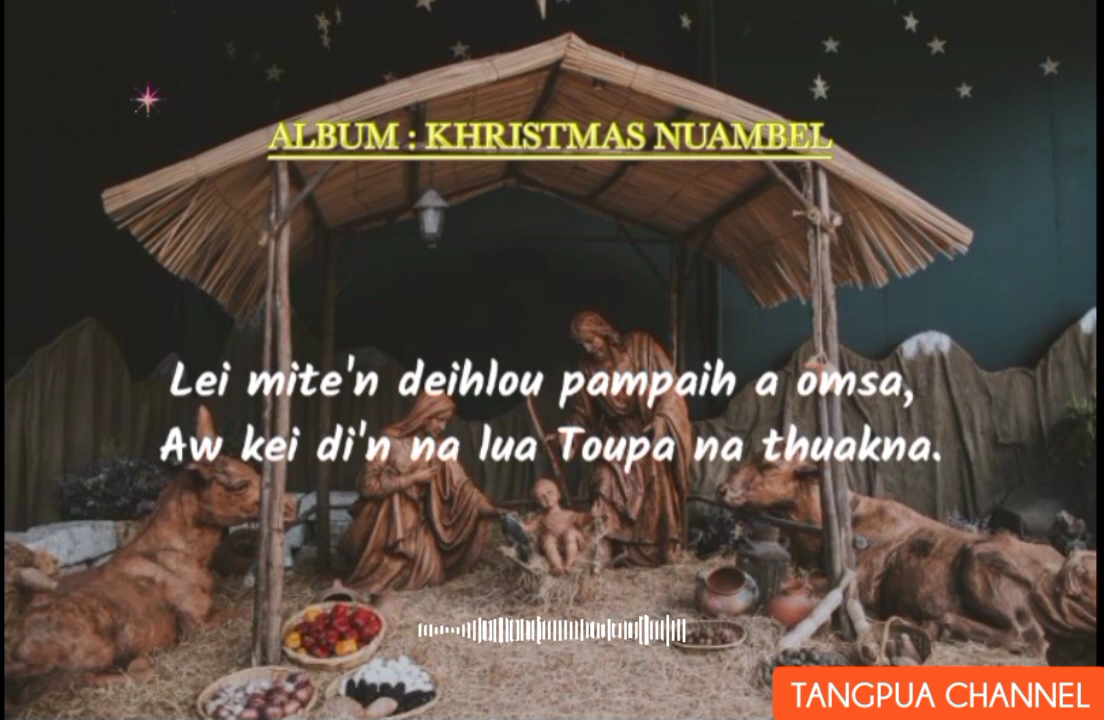 ALBUM : KHRISTMAS NUAMBEL
Lei mite'n deihlou pampaih a omsa,
Aw kei di'n na lua Toupa na thuakna.
TANGPUA CHANNEL